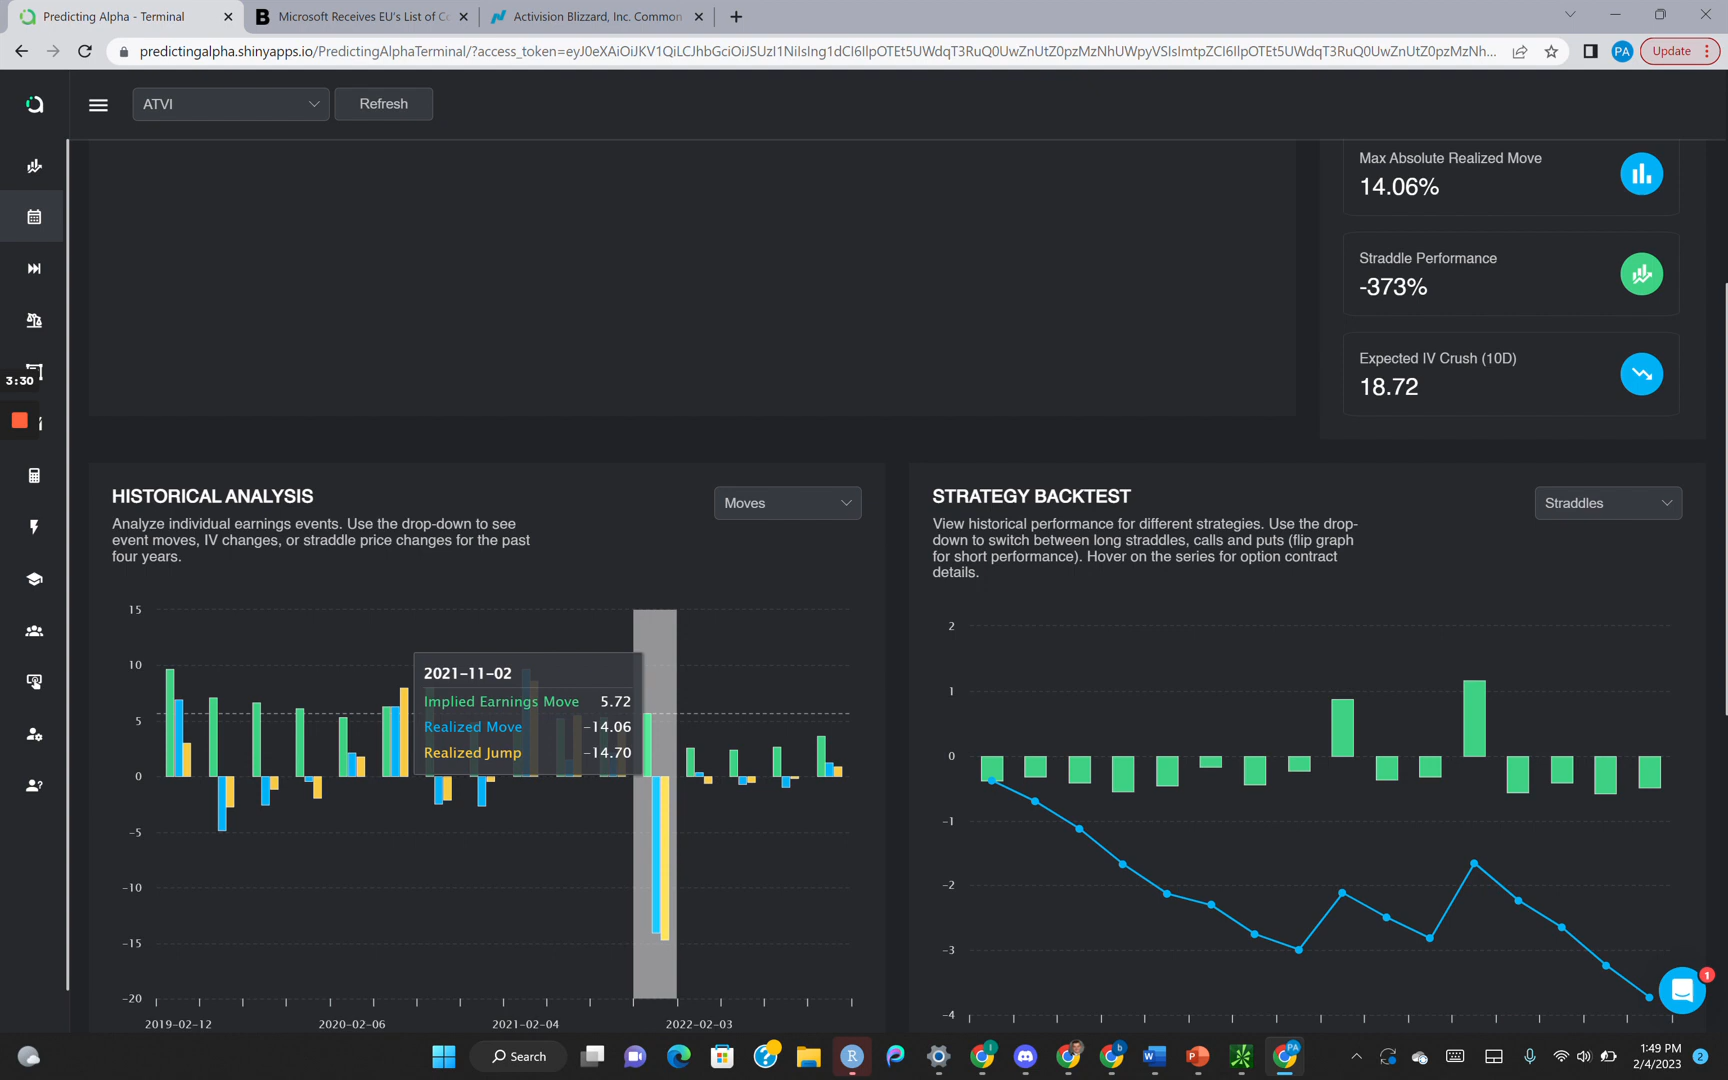 Predicting Alpha - Terminal
Microsoft Receives EU's List of Co
Activision Blizzard, Inc. Common
predictingalpha.shinyapps.io/PredictingAlphaTerminal/?access_token=eyJ0eXAiOiJKV1QiLCJhbGciOiJSUzI1NiIsIng1dCI6IlpOTEt5UWdqT3RuQ0UwZnUtZ0pzMzNhUWpyVSIsImtpZCI6IlpOTEt5UWdqT3RuQ0UwZnUtZ0pzMzNh...
PA
Update
ATVI
Refresh
Max Absolute Realized Move
14.06%
Straddle Performance
-373%
Expected IV Crush (10D)
18.72
3:30
HISTORICAL ANALYSIS
Moves
Analyze individual earnings events. Use the drop-down to see
event moves, IV changes, or straddle price changes for the past
four years.
15
10
5
0
-5
-10
-15
-20
2021-11-02
Implied Earnings Move 5.72
Realized Move -14.06
Realized Jump -14.70
2019-02-12 2020-02-06 2021-02-04 2022-02-03
STRATEGY BACKTEST
Straddles
View historical performance for different strategies. Use the drop-
down to switch between long straddles, calls and puts (flip graph
for short performance). Hover on the series for option contract
details.
2
1
0
-1
-2
-3
-4
1
Search
1:49 PM
2/4/2023
2